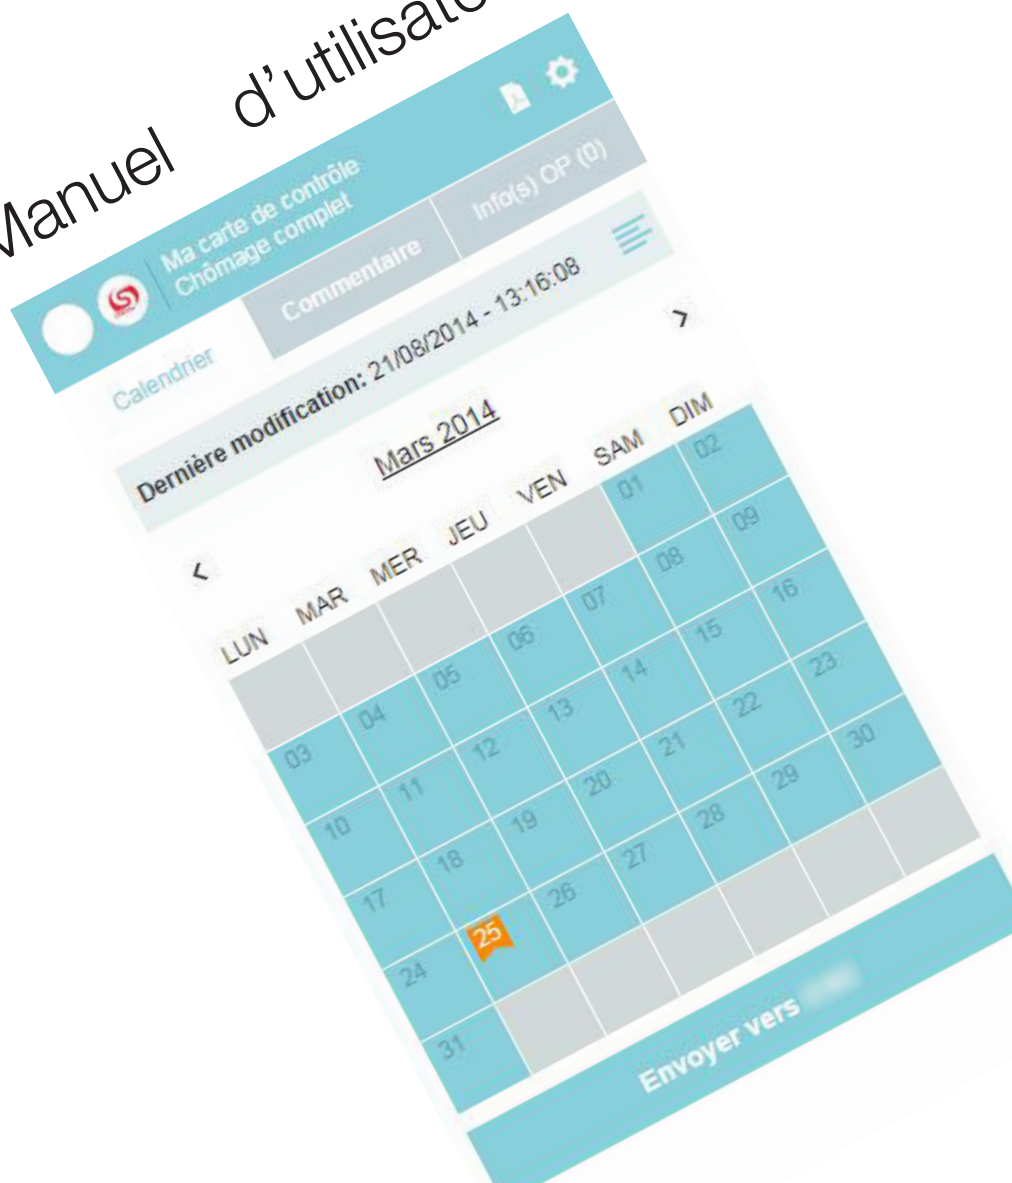 Manuel d'utilisate
Ma carte de contrôle
Chômage complet
Calendrier
Commentaire
Info(s) OP (0)
Dernière modification: 21/08/2014 - 13:16:08
<
Mars 2014
>
LUN MAR MER JEU VEN SAM DIM
01 02
03 04 05 06 07 08 09
10 11 12 13 14 15 16
17 18 19 20 21 22 23
24 25 26 27 28 29 30
31
Envoyer vers